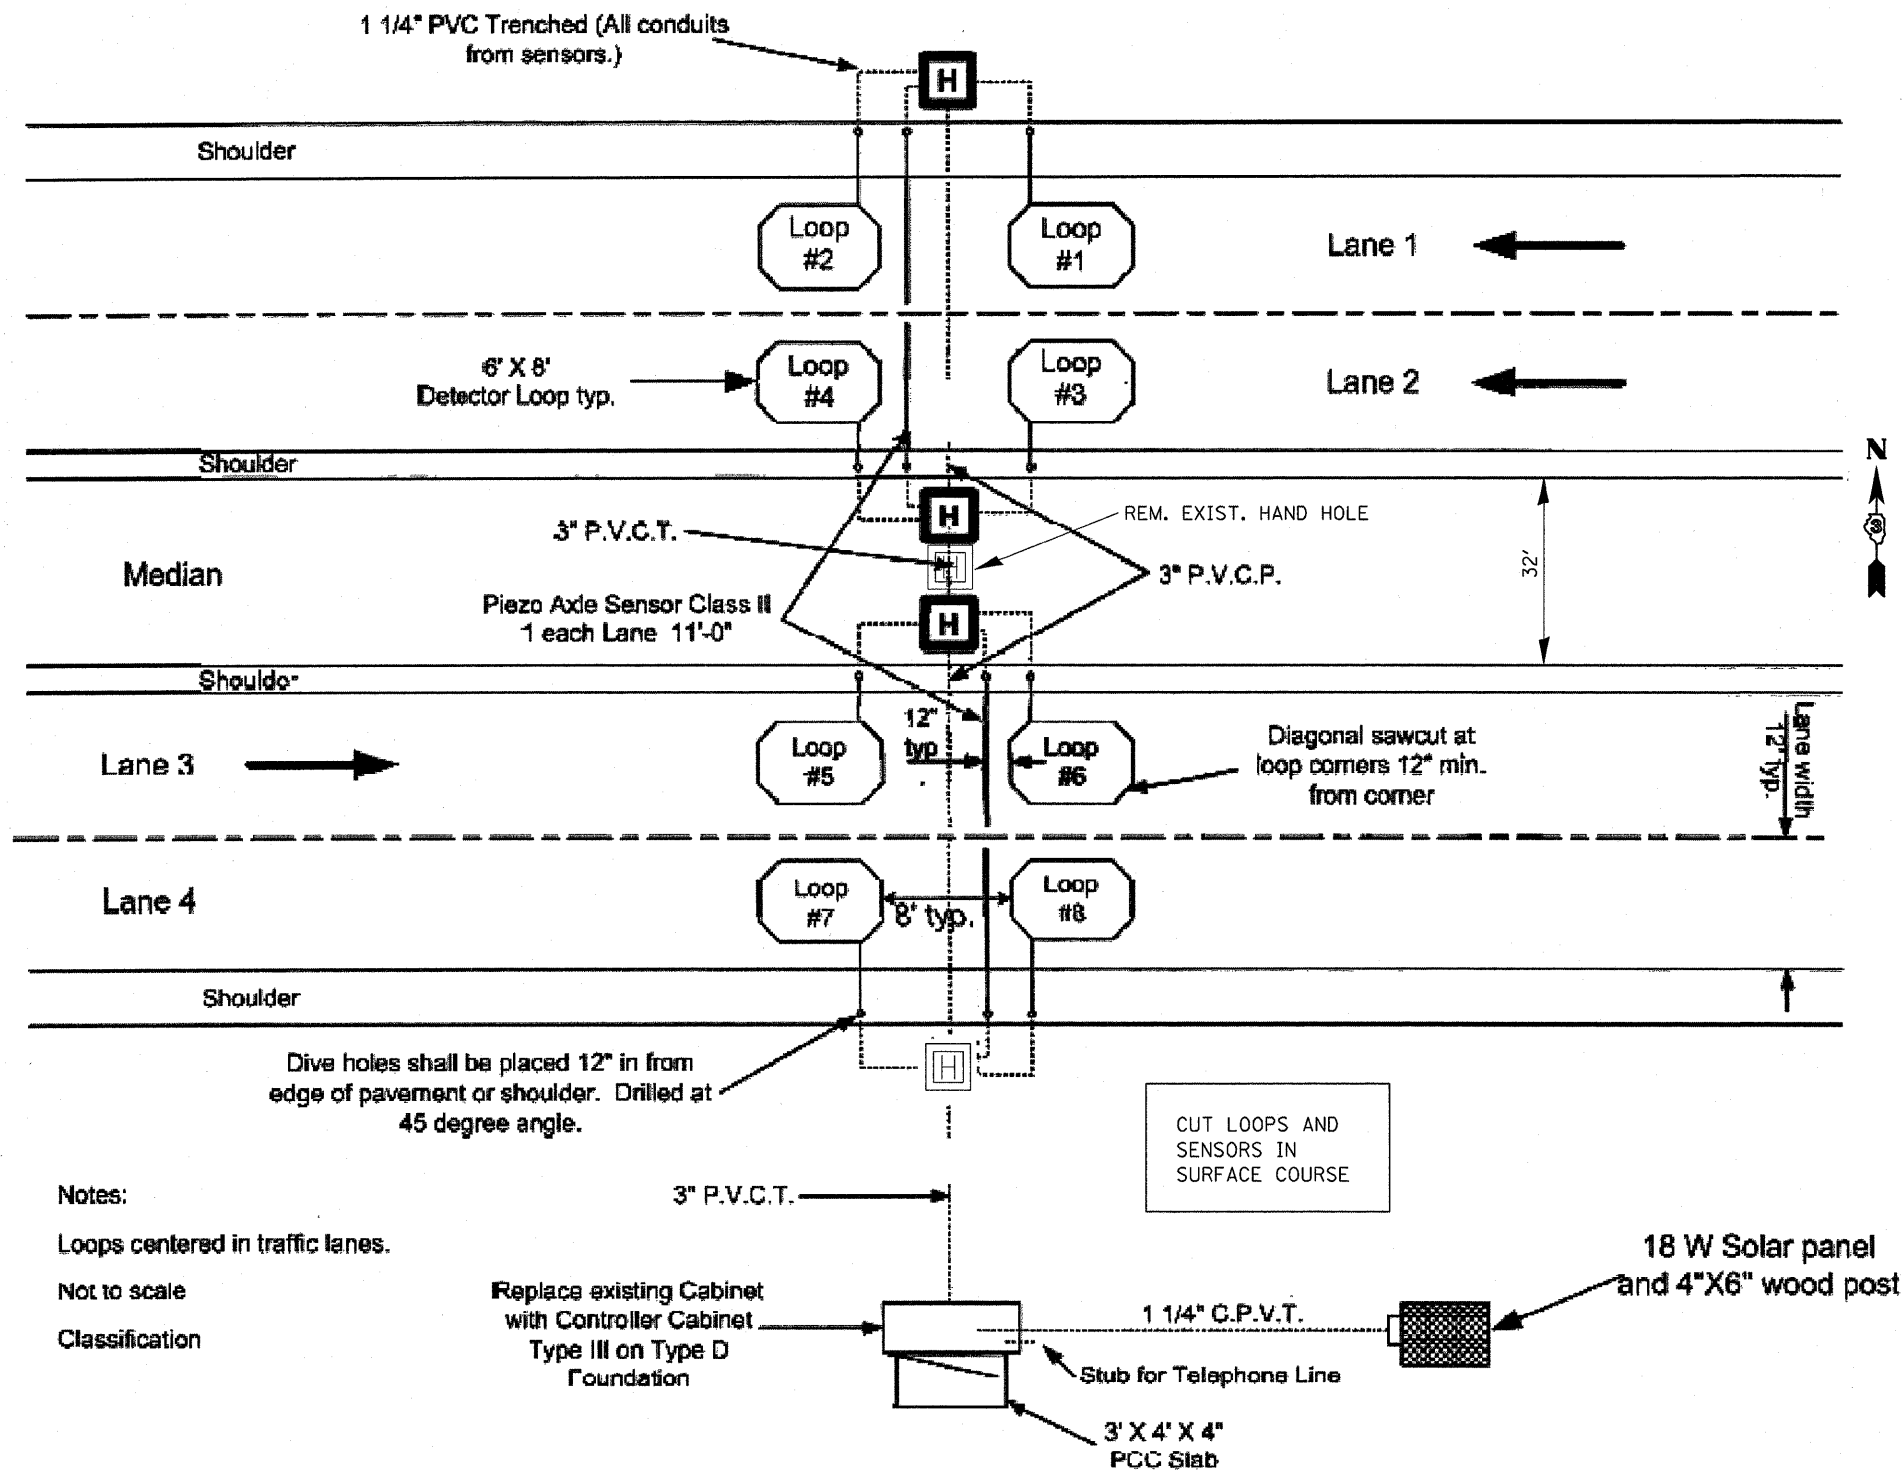 1 1/4" PVC Trenched (All conduits
from sensors.)
H
Shoulder
Loop
#2
Loop
#1
Lane 1
6' X 8'
Detector Loop typ.
Loop
#4
Loop
#3
Lane 2
Shoulder
N
H
REM. EXIST. HAND HOLE
3" P.V.C.T.
H
32'
Median
3" P.V.C.P.
Piezo Axle Sensor Class II
1 each Lane 11'-0"
H
Shoulder
12"
typ
.
Lane width
12" typ.
Lane 3
Loop
#5
Loop
#6
Diagonal sawcut at
loop corners 12" min.
from corner
Lane 4
Loop
#7
8' typ.
Loop
#8
Shoulder
H
Dive holes shall be placed 12" in from
edge of pavement or shoulder. Drilled at
45 degree angle.
CUT LOOPS AND
SENSORS IN
SURFACE COURSE
Notes:
3" P.V.C.T.
Loops centered in traffic lanes.
Not to scale
Classification
Replace existing Cabinet
with Controller Cabinet
Type III on Type D
Foundation
1 1/4" C.P.V.T.
18 W Solar panel
and 4"X6" wood post
Stub for Telephone Line
3' X 4' X 4"
PCC Slab